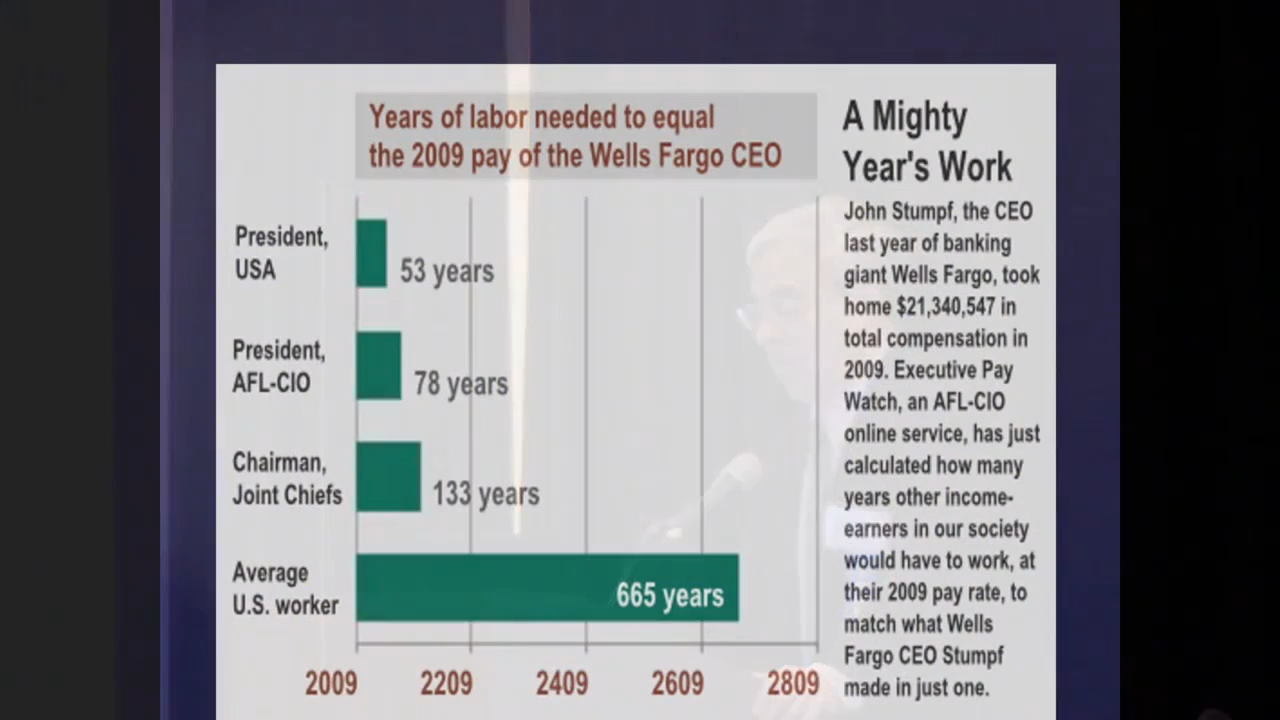 Years of labor needed to equal
the 2009 pay of the Wells Fargo CEO
President,
USA
53 years
President,
AFL-CIO
78 years
Chairman,
Joint Chiefs
133 years
Average
U.S. worker
665 years
2009 2209 2409 2609 2809
A Mighty
Year's Work
John Stumpf, the CEO
last year of banking
giant Wells Fargo, took
home $21,340,547 in
total compensation in
2009. Executive Pay
Watch, an AFL-CIO
online service, has just
calculated how many
years other income-
earners in our society
would have to work, at
their 2009 pay rate, to
match what Wells
Fargo CEO Stumpf
made in just one.